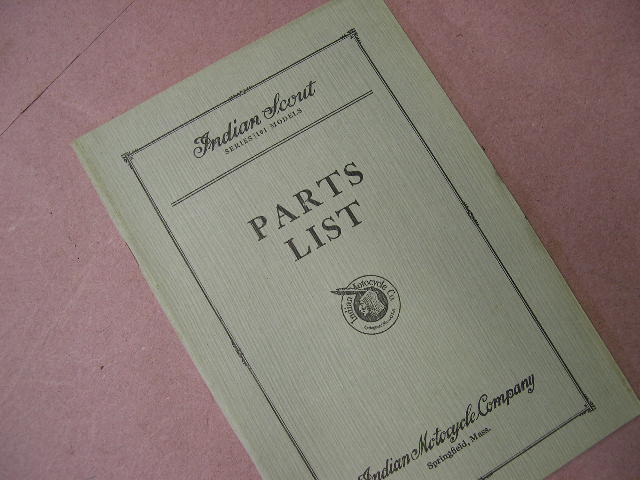 Indian Scout
SERIES 101 MODELS
PARTS
LIST
Indian Motocycle Co.
Indian Motocycle Company
Springfield, Mass.